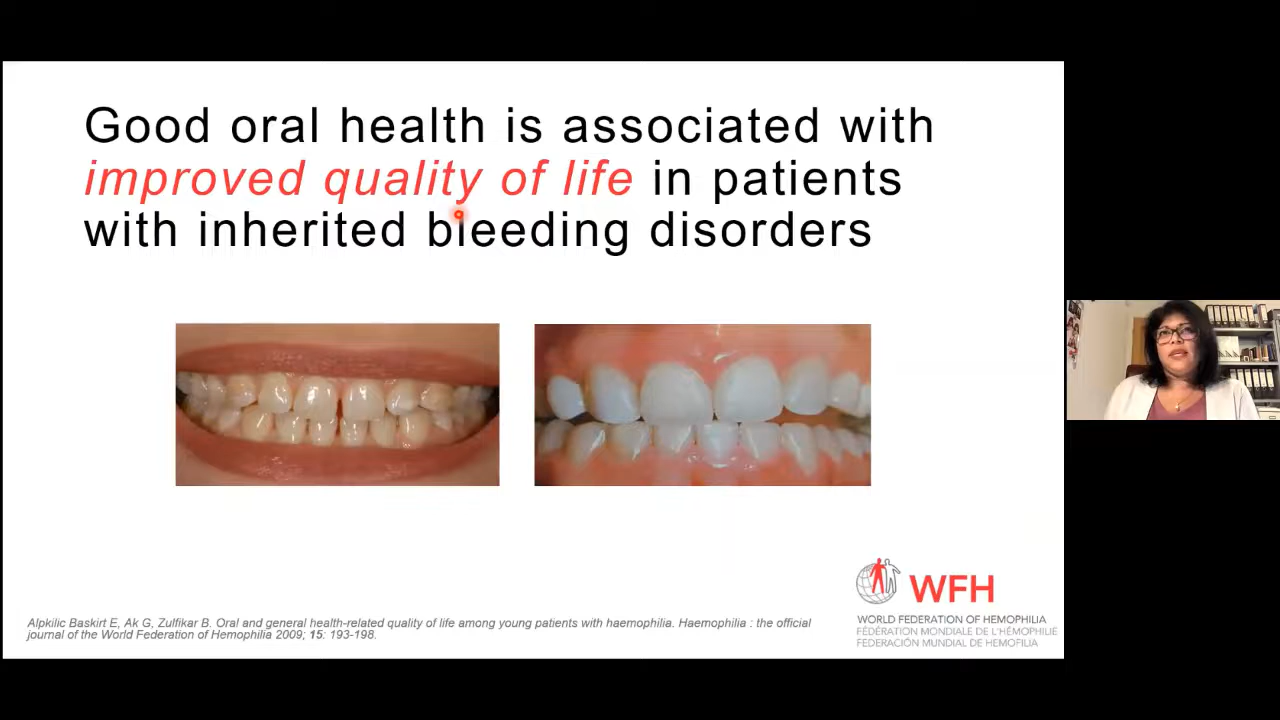 Good oral health is associated with
improved quality of life in patients
with inherited bleeding disorders
WFH
WORLD FEDERATION OF HEMOPHILIA
FÉDÉRATION MONDIALE DE L'HÉMOPHILIE
FEDERACIÓN MUNDIAL DE HEMOFILIA
Alpkilic Baskirt E, Ak G, Zulfikar B. Oral and general health-related quality of life among young patients with haemophilia. Haemophilia : the official
journal of the World Federation of Hemophilia 2009; 15: 193-198.